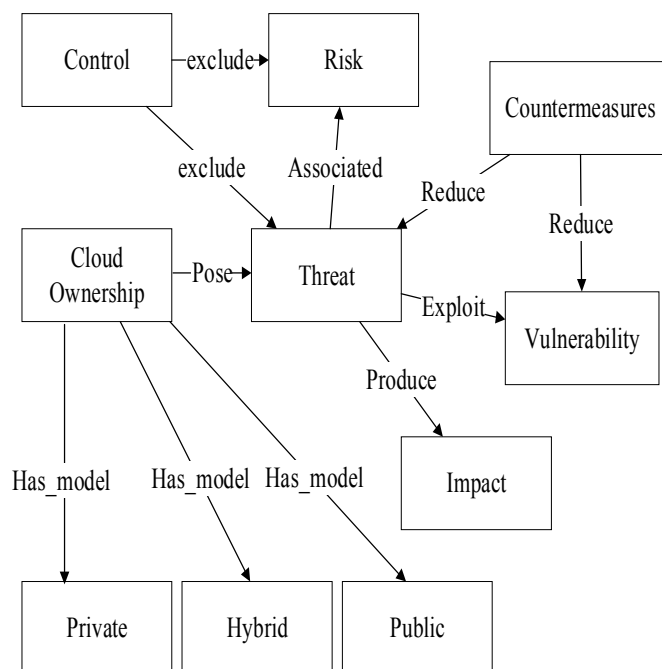 Control
exclude
Risk
Countermeasures
exclude
Associated
Reduce
Reduce
Cloud
Ownership
Pose
Threat
Exploit
Vulnerability
Produce
Has_model
Has_model
Has_model
Impact
Private
Hybrid
Public